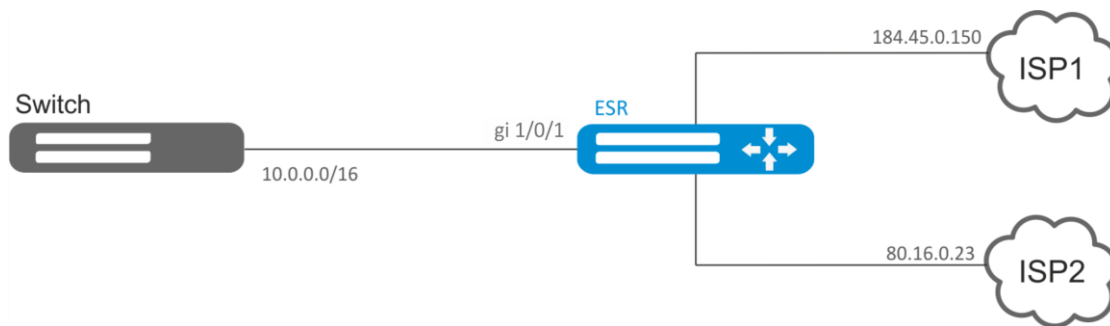 184.45.0.150
ISP1
Switch
ESR
gi 1/0/1
10.0.0.0/16
80.16.0.23
ISP2